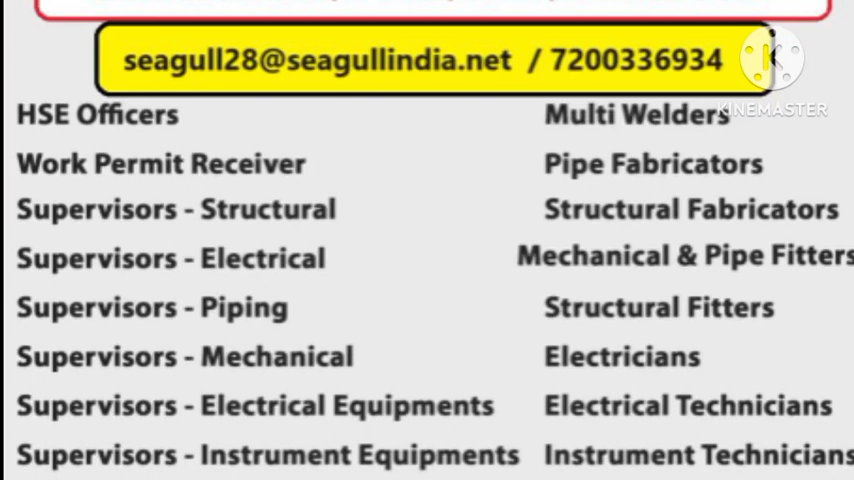 seagull28@seagullindia.net / 7200336934
K
KINEMASTER
HSE Officers
Multi Welders
Work Permit Receiver
Pipe Fabricators
Supervisors - Structural
Structural Fabricators
Supervisors - Electrical
Mechanical & Pipe Fitters
Supervisors - Piping
Structural Fitters
Supervisors - Mechanical
Electricians
Supervisors - Electrical Equipments
Electrical Technicians
Supervisors - Instrument Equipments
Instrument Technicians